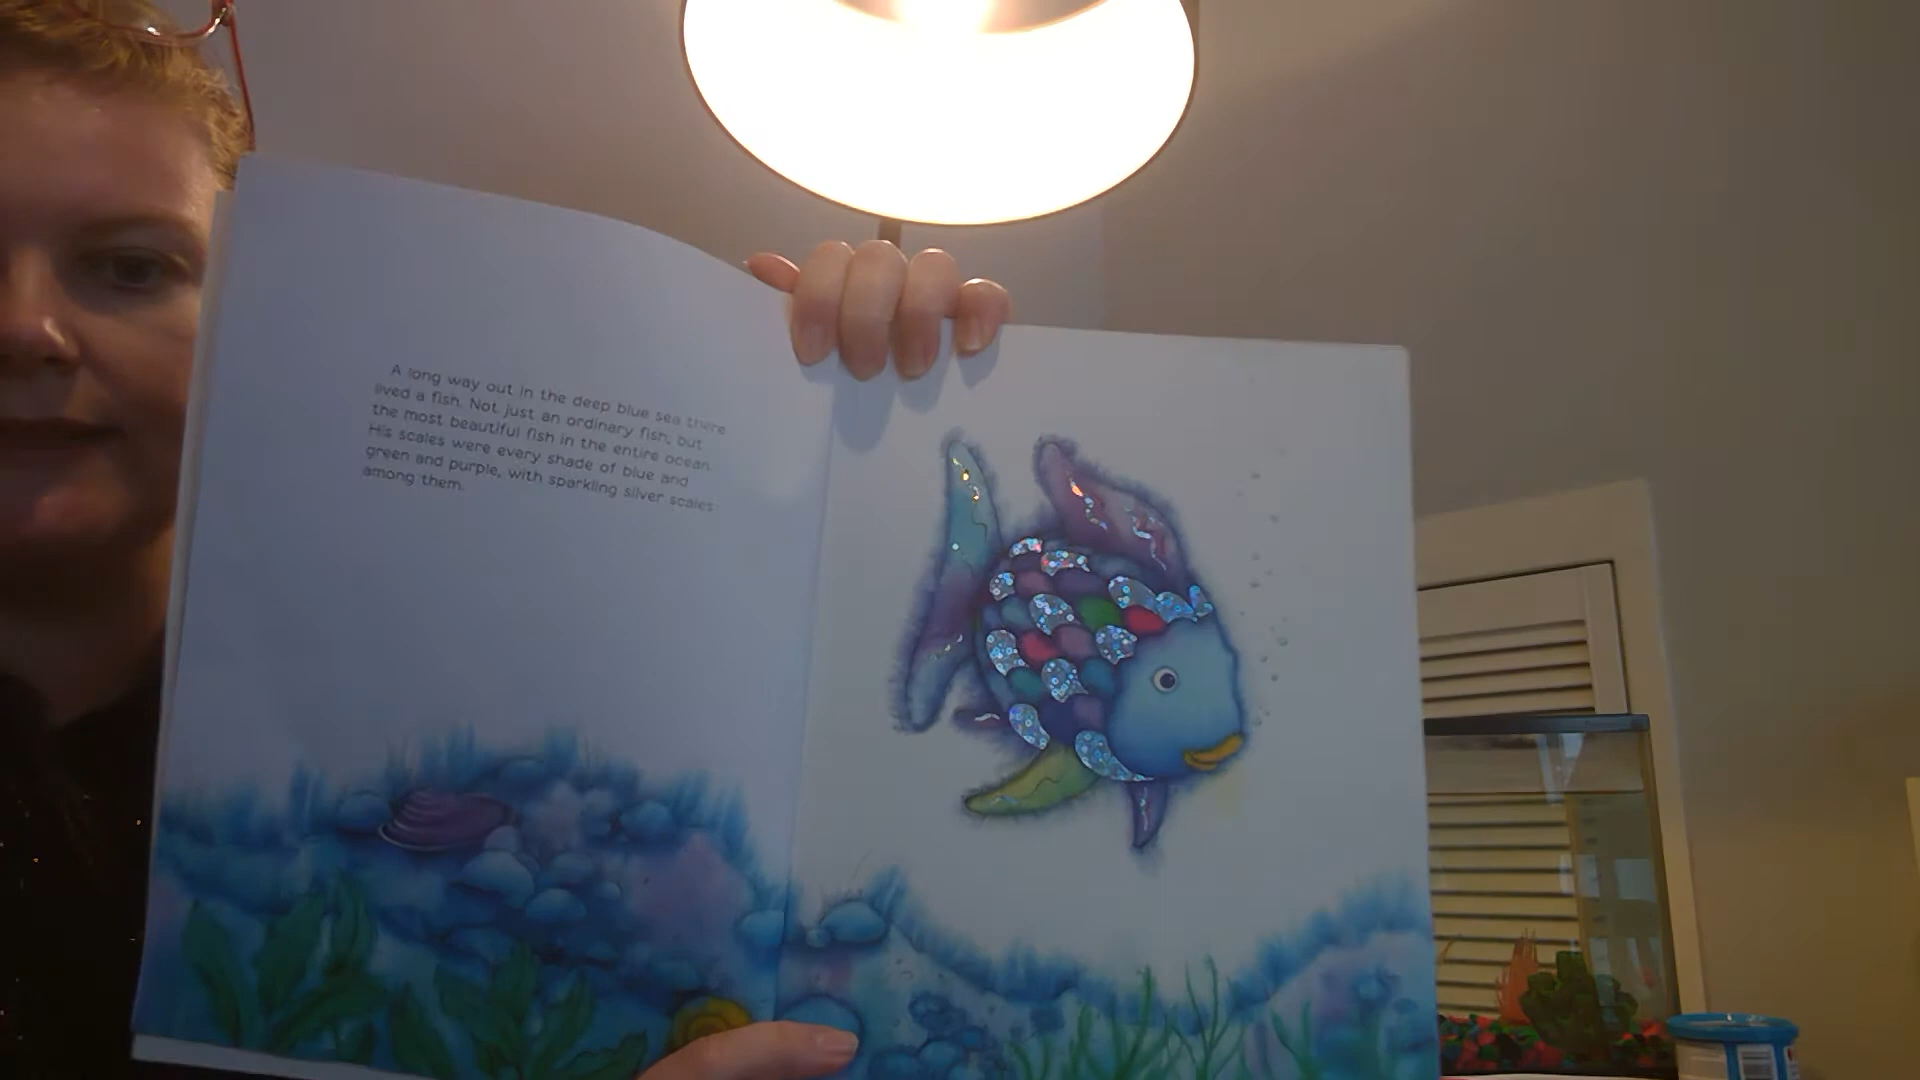 A long way out in the deep blue sea there
lived a fish. Not just an ordinary fish, but
the most beautiful fish in the entire ocean.
His scales were every shade of blue and
green and purple, with sparkling silver scales
among them.